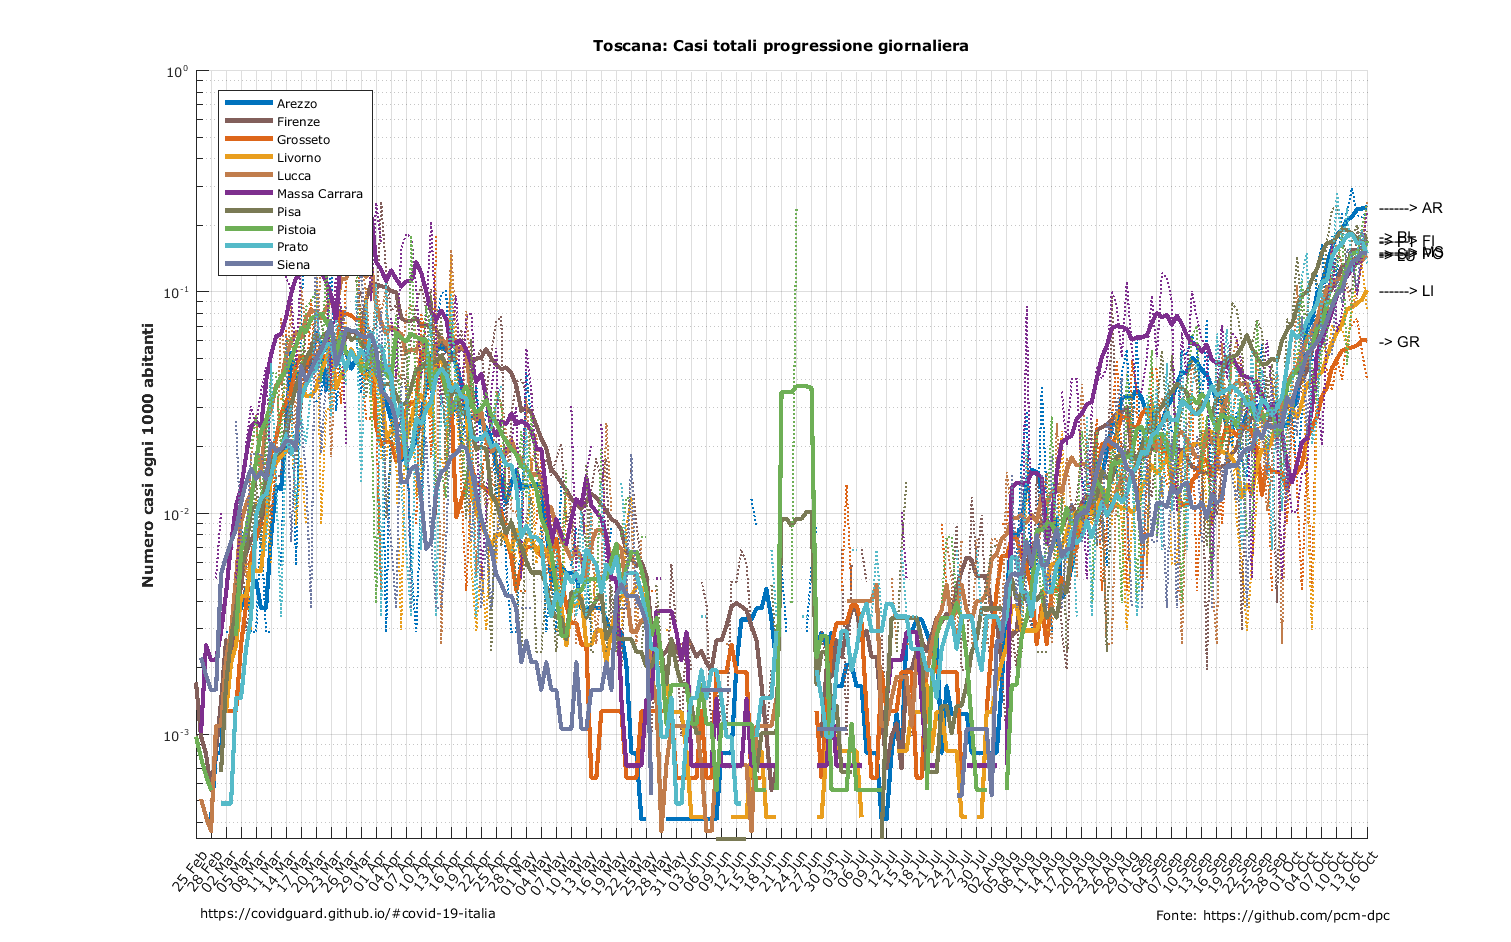 Toscana: Casi totali progressione giornaliera
Numero casi ogni 1000 abitanti
10^0
10^-1
10^-2
10^-3
Arezzo
Firenze
Grosseto
Livorno
Lucca
Massa Carrara
Pisa
Pistoia
Prato
Siena
------> AR
FI
------> LI
-> GR
25 Feb
28 Feb
02 Mar
05 Mar
08 Mar
11 Mar
14 Mar
17 Mar
20 Mar
23 Mar
26 Mar
29 Mar
01 Apr
04 Apr
07 Apr
10 Apr
13 Apr
16 Apr
19 Apr
22 Apr
25 Apr
28 Apr
01 May
04 May
07 May
10 May
13 May
16 May
19 May
22 May
25 May
28 May
31 May
03 Jun
06 Jun
09 Jun
12 Jun
15 Jun
18 Jun
21 Jun
24 Jun
27 Jun
30 Jun
03 Jul
06 Jul
09 Jul
12 Jul
15 Jul
18 Jul
21 Jul
24 Jul
27 Jul
30 Jul
02 Aug
05 Aug
08 Aug
11 Aug
14 Aug
17 Aug
20 Aug
23 Aug
26 Aug
29 Aug
01 Sep
04 Sep
07 Sep
10 Sep
13 Sep
16 Sep
19 Sep
22 Sep
25 Sep
28 Sep
01 Oct
04 Oct
07 Oct
10 Oct
13 Oct
16 Oct
https://covidguard.github.io/#covid-19-italia
Fonte: https://github.com/pcm-dpc